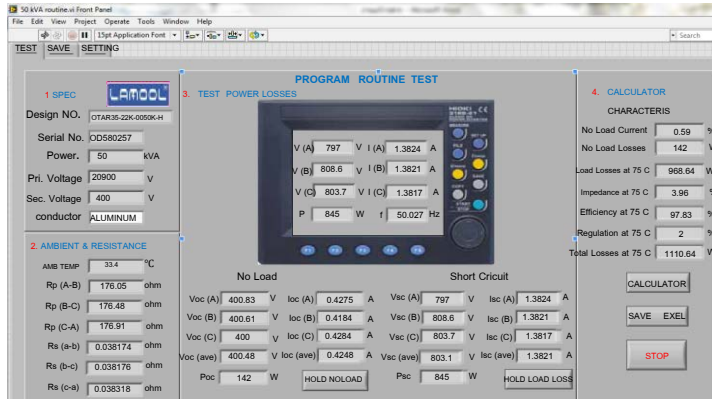 50 kVA routine.vi Front Panel
File Edit View Project Operate Tools Window Help
15pt Application Font
Search
TEST SAVE SETTING
PROGRAM ROUTINE TEST
1 SPEC
LAMOOL
Design NO. OTAR35-22K-0050K-H
Serial No. OD580257
Power. 50 kVA
Pri. Voltage 20900 V
Sec. Voltage 400 V
conductor ALUMINUM
2. AMBIENT & RESISTANCE
AMB TEMP 33.4 °C
Rp (A-B) 176.05 ohm
Rp (B-C) 176.48 ohm
Rp (C-A) 176.91 ohm
Rs (a-b) 0.038174 ohm
Rs (b-c) 0.038176 ohm
Rs (c-a) 0.038318 ohm
3. TEST POWER LOSSES
HIOKI
V (A) 797 V I (A) 1.3824 A
V (B) 808.6 V I (B) 1.3821 A
V (C) 803.7 V I (C) 1.3817 A
P 845 W f 50.027 Hz
F1 F2 F3 F4 F5
No Load
Voc (A) 400.83 V Ioc (A) 0.4275 A
Voc (B) 400.61 V Ioc (B) 0.4184 A
Voc (C) 400 V Ioc (C) 0.4284 A
Voc (ave) 400.48 V Ioc (ave) 0.4248 A
Poc 142 W HOLD NOLOAD
Short Cricuit
Vsc (A) 797 V Isc (A) 1.3824 A
Vsc (B) 808.6 V Isc (B) 1.3821 A
Vsc (C) 803.7 V Isc (C) 1.3817 A
Vsc (ave) 803.1 V Isc (ave) 1.3821 A
Psc 845 W HOLD LOAD LOSS
4. CALCULATOR
CHARACTERIS
No Load Current 0.59 %
No Load Losses 142
Load Losses at 75 C 968.64 W
Impedance at 75 C 3.96 %
Efficiency at 75 C 97.83 %
Regulation at 75 C 2 %
Total Losses at 75 C 1110.64 W
CALCULATOR
SAVE EXEL
STOP